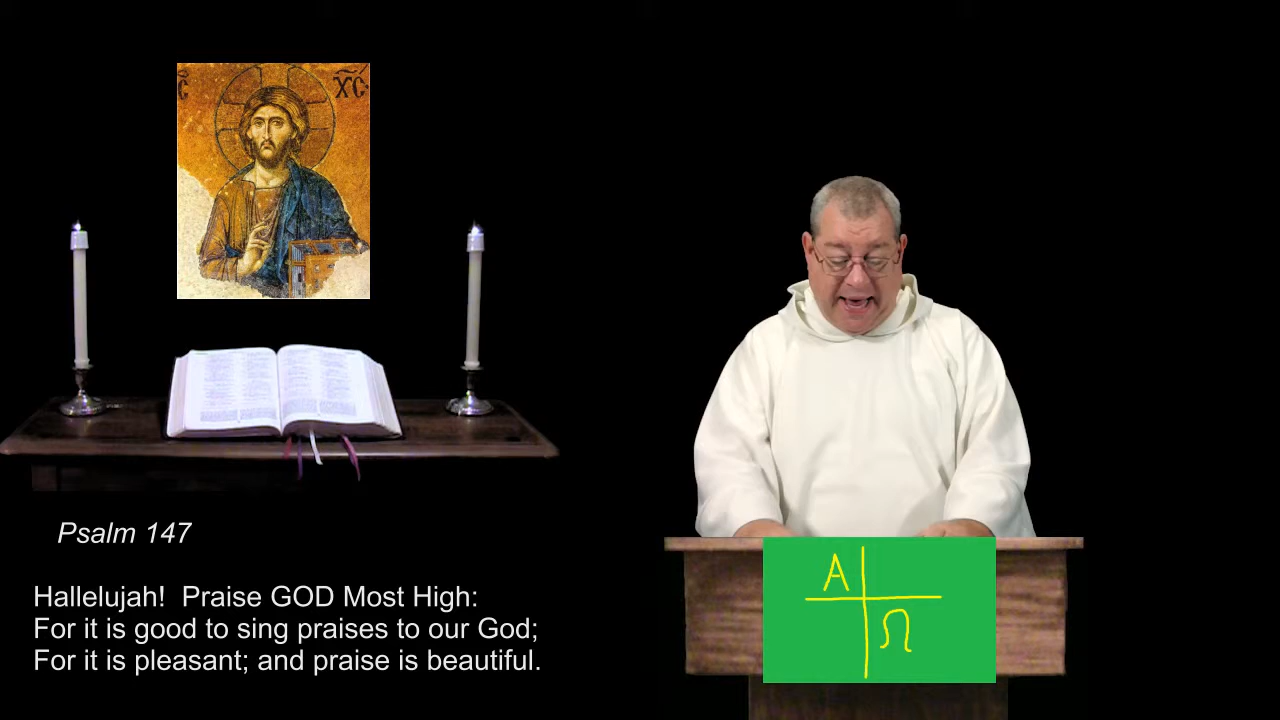 C
XC
Psalm 147
Hallelujah!  Praise GOD Most High:
For it is good to sing praises to our God;
For it is pleasant; and praise is beautiful.
A
Ω